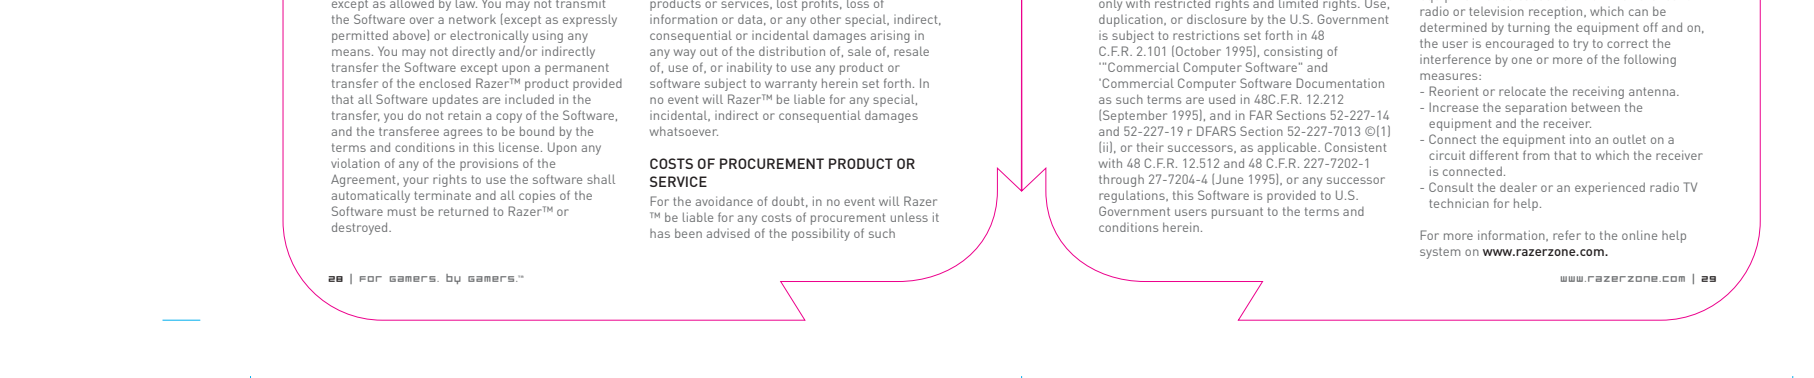 except as allowed by law. You may not transmit
the Software over a network (except as expressly
permitted above) or electronically using any
means. You may not directly and/or indirectly
transfer the Software except upon a permanent
transfer of the enclosed Razer™ product provided
that all Software updates are included in the
transfer, you do not retain a copy of the Software,
and the transferee agrees to be bound by the
terms and conditions in this license. Upon any
violation of any of the provisions of the
Agreement, your rights to use the software shall
automatically terminate and all copies of the
Software must be returned to Razer™ or
destroyed.
products or services, lost profits, loss of
information or data, or any other special, indirect,
consequential or incidental damages arising in
any way out of the distribution of, sale of, resale
of, use of, or inability to use any product or
software subject to warranty herein set forth. In
no event will Razer™ be liable for any special,
incidental, indirect or consequential damages
whatsoever.
COSTS OF PROCUREMENT PRODUCT OR
SERVICE
For the avoidance of doubt, in no event will Razer
™ be liable for any costs of procurement unless it
has been advised of the possibility of such
28 | For Gamers. by Gamers.™
only with restricted rights and limited rights. Use,
duplication, or disclosure by the U.S. Government
is subject to restrictions set forth in 48
C.F.R. 2.101 (October 1995), consisting of
'"Commercial Computer Software" and
'Commercial Computer Software Documentation
as such terms are used in 48C.F.R. 12.212
(September 1995), and in FAR Sections 52-227-14
and 52-227-19 r DFARS Section 52-227-7013 ©(1)
(ii), or their successors, as applicable. Consistent
with 48 C.F.R. 12.512 and 48 C.F.R. 227-7202-1
through 27-7204-4 (June 1995), or any successor
regulations, this Software is provided to U.S.
Government users pursuant to the terms and
conditions herein.
radio or television reception, which can be
determined by turning the equipment off and on,
the user is encouraged to try to correct the
interference by one or more of the following
measures:
- Reorient or relocate the receiving antenna.
- Increase the separation between the
equipment and the receiver.
- Connect the equipment into an outlet on a
circuit different from that to which the receiver
is connected.
- Consult the dealer or an experienced radio TV
technician for help.
For more information, refer to the online help
system on www.razerzone.com.
www.razerzone.com | 29